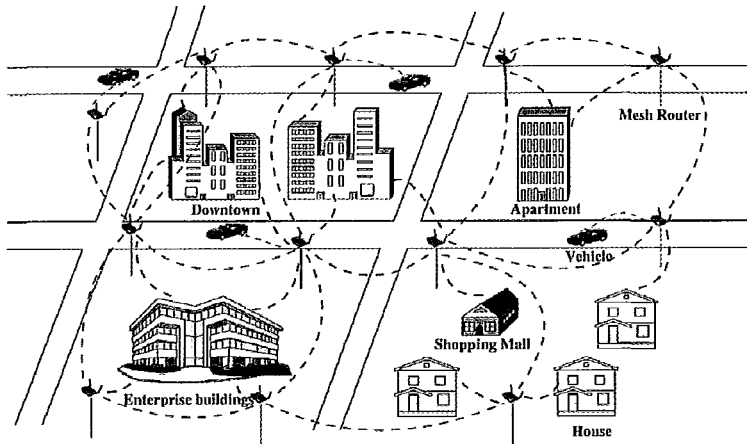 Mesh Router
Downtown
Apartment
Vehicle
Shopping Mall
Enterprise buildings
House